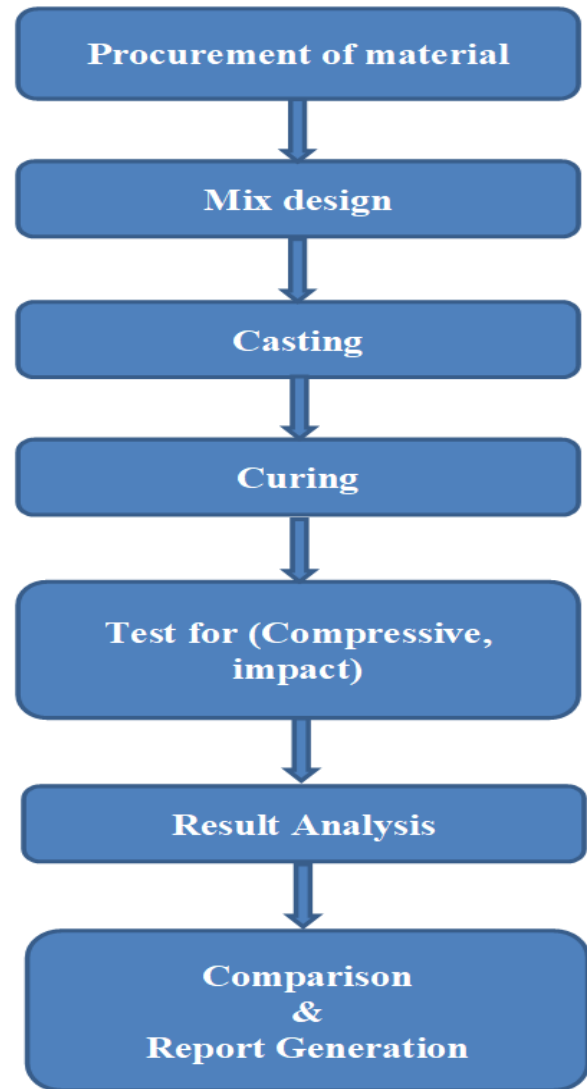 Procurement of material
Mix design
Casting
Curing
Test for (Compressive,
impact)
Result Analysis
Comparison
&
Report Generation